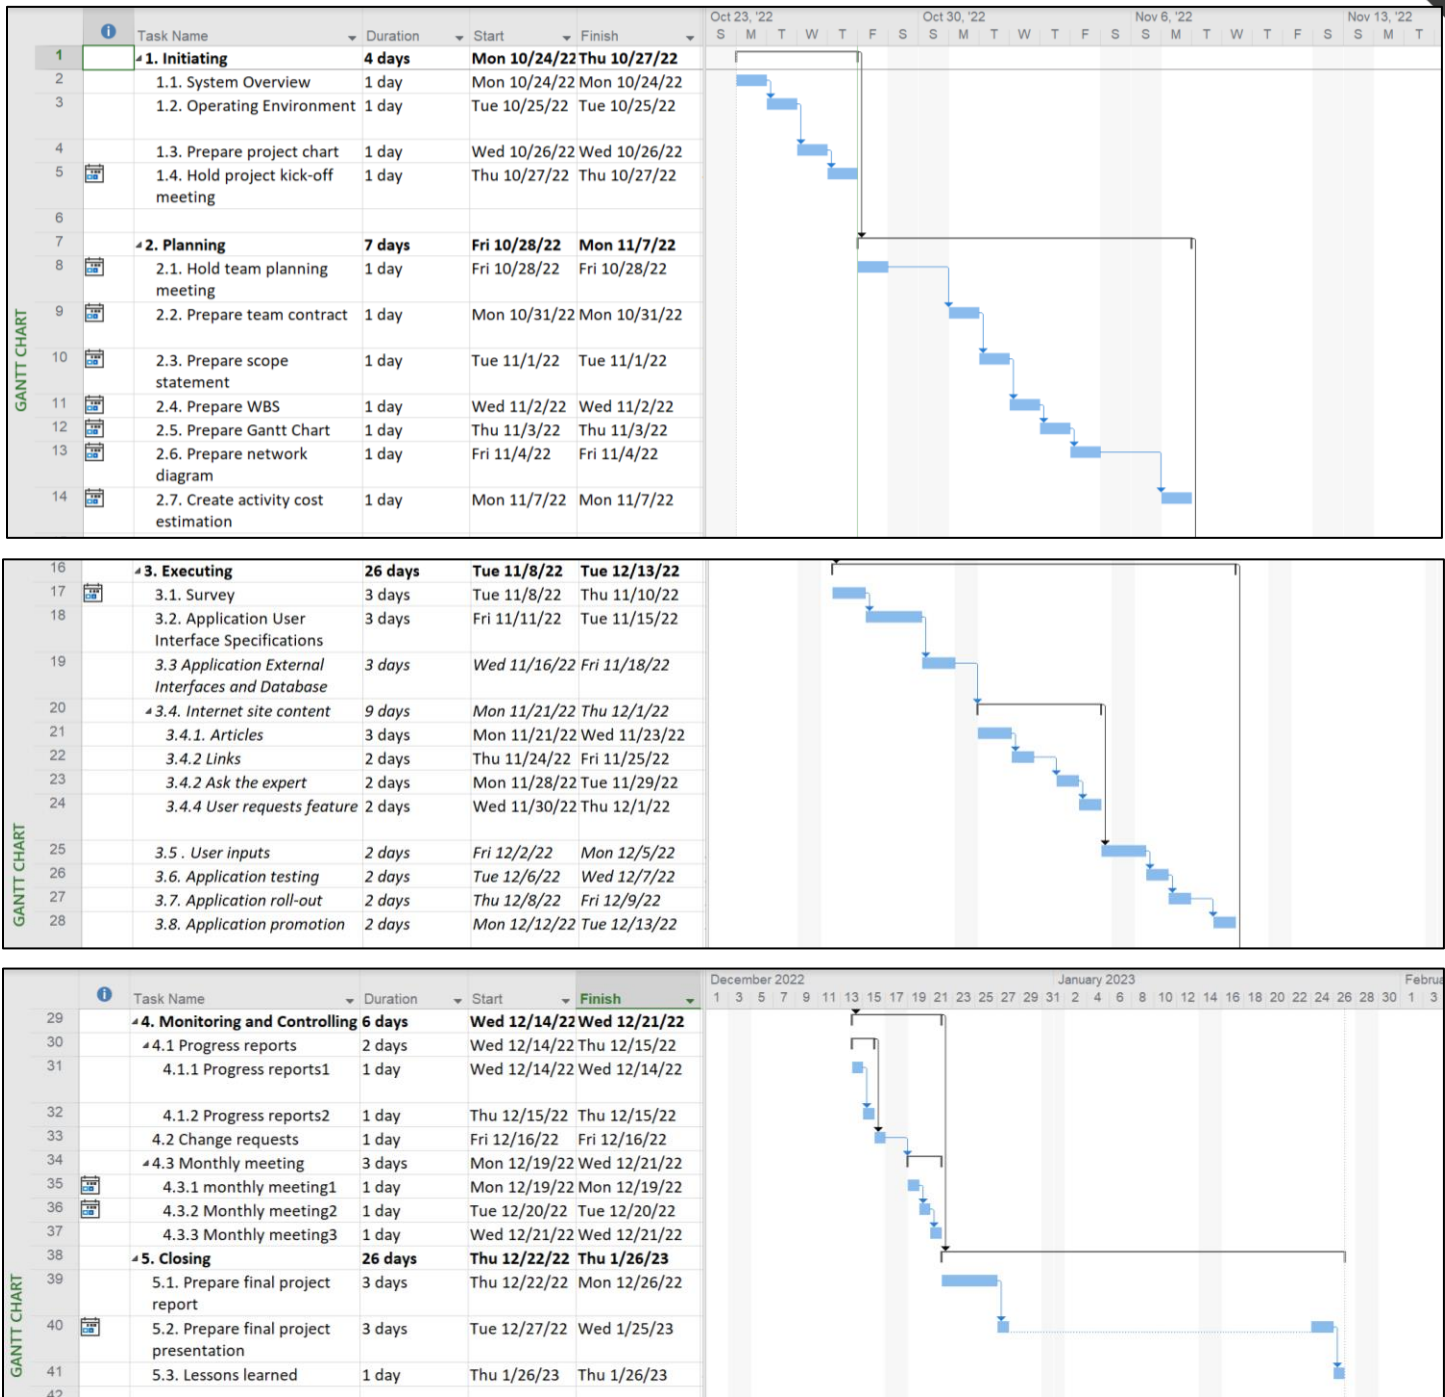 Oct 23, '22 Oct 30, '22 Nov 6, '22 Nov 13, '22
Task Name Duration Start Finish S M T W T F S S M T W T F S S M T W T F S S M T
1 1. Initiating 4 days Mon 10/24/22 Thu 10/27/22
2 1.1. System Overview 1 day Mon 10/24/22 Mon 10/24/22
3 1.2. Operating Environment 1 day Tue 10/25/22 Tue 10/25/22
4 1.3. Prepare project chart 1 day Wed 10/26/22 Wed 10/26/22
5 1.4. Hold project kick-off 1 day Thu 10/27/22 Thu 10/27/22
meeting
6
7 2. Planning 7 days Fri 10/28/22 Mon 11/7/22
8 2.1. Hold team planning 1 day Fri 10/28/22 Fri 10/28/22
meeting
9 2.2. Prepare team contract 1 day Mon 10/31/22 Mon 10/31/22
10 2.3. Prepare scope 1 day Tue 11/1/22 Tue 11/1/22
statement
11 2.4. Prepare WBS 1 day Wed 11/2/22 Wed 11/2/22
12 2.5. Prepare Gantt Chart 1 day Thu 11/3/22 Thu 11/3/22
13 2.6. Prepare network 1 day Fri 11/4/22 Fri 11/4/22
diagram
14 2.7. Create activity cost 1 day Mon 11/7/22 Mon 11/7/22
estimation
GANTT CHART
16 3. Executing 26 days Tue 11/8/22 Tue 12/13/22
17 3.1. Survey 3 days Tue 11/8/22 Thu 11/10/22
18 3.2. Application User 3 days Fri 11/11/22 Tue 11/15/22
Interface Specifications
19 3.3 Application External 3 days Wed 11/16/22 Fri 11/18/22
Interfaces and Database
20 3.4. Internet site content 9 days Mon 11/21/22 Thu 12/1/22
21 3.4.1. Articles 3 days Mon 11/21/22 Wed 11/23/22
22 3.4.2 Links 2 days Thu 11/24/22 Fri 11/25/22
23 3.4.2 Ask the expert 2 days Mon 11/28/22 Tue 11/29/22
24 3.4.4 User requests feature 2 days Wed 11/30/22 Thu 12/1/22
25 3.5 . User inputs 2 days Fri 12/2/22 Mon 12/5/22
26 3.6. Application testing 2 days Tue 12/6/22 Wed 12/7/22
27 3.7. Application roll-out 2 days Thu 12/8/22 Fri 12/9/22
28 3.8. Application promotion 2 days Mon 12/12/22 Tue 12/13/22
GANTT CHART
December 2022 January 2023 Februa
Task Name Duration Start Finish 1 3 5 7 9 11 13 15 17 19 21 23 25 27 29 31 2 4 6 8 10 12 14 16 18 20 22 24 26 28 30 1 3
29 4. Monitoring and Controlling 6 days Wed 12/14/22 Wed 12/21/22
30 4.1 Progress reports 2 days Wed 12/14/22 Thu 12/15/22
31 4.1.1 Progress reports1 1 day Wed 12/14/22 Wed 12/14/22
32 4.1.2 Progress reports2 1 day Thu 12/15/22 Thu 12/15/22
33 4.2 Change requests 1 day Fri 12/16/22 Fri 12/16/22
34 4.3 Monthly meeting 3 days Mon 12/19/22 Wed 12/21/22
35 4.3.1 monthly meeting1 1 day Mon 12/19/22 Mon 12/19/22
36 4.3.2 Monthly meeting2 1 day Tue 12/20/22 Tue 12/20/22
37 4.3.3 Monthly meeting3 1 day Wed 12/21/22 Wed 12/21/22
38 5. Closing 26 days Thu 12/22/22 Thu 1/26/23
39 5.1. Prepare final project 3 days Thu 12/22/22 Mon 12/26/22
report
40 5.2. Prepare final project 3 days Tue 12/27/22 Wed 1/25/23
presentation
41 5.3. Lessons learned 1 day Thu 1/26/23 Thu 1/26/23
42
GANTT CHART